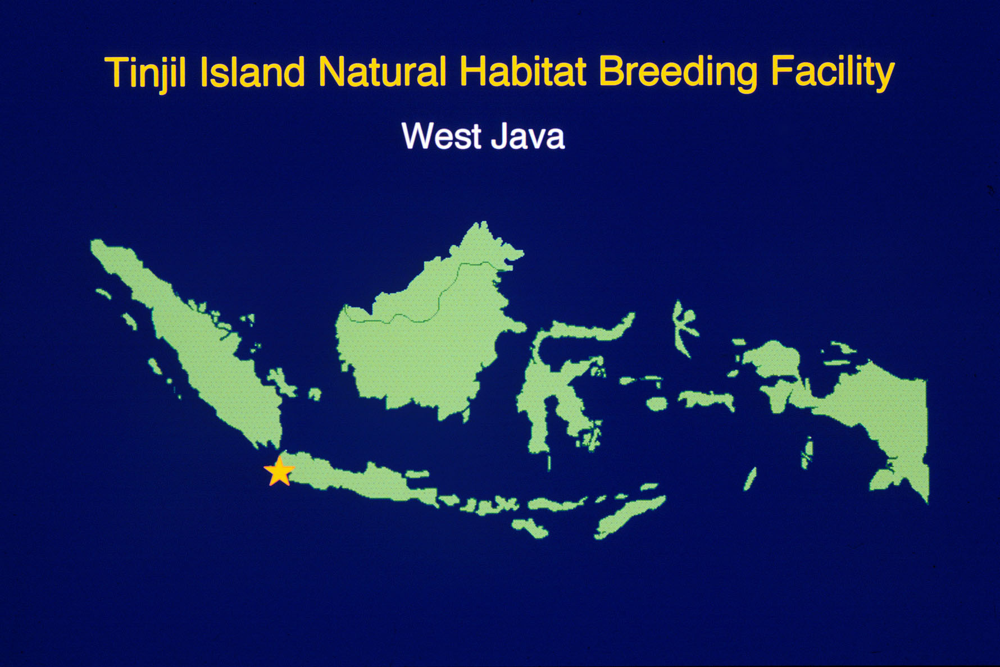 Tinjil Island Natural Habitat Breeding Facility
West Java